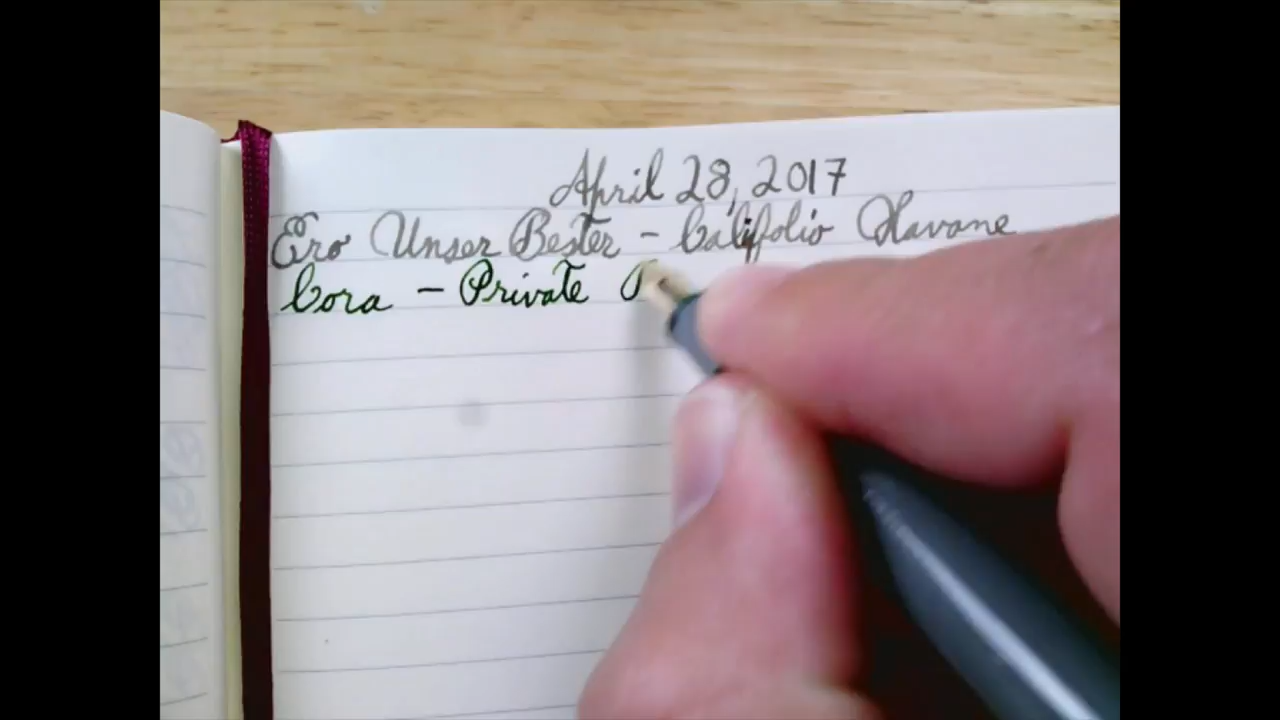 April 28, 2017
Ero Unser Bester - Califolio Havane
Cora - Private P